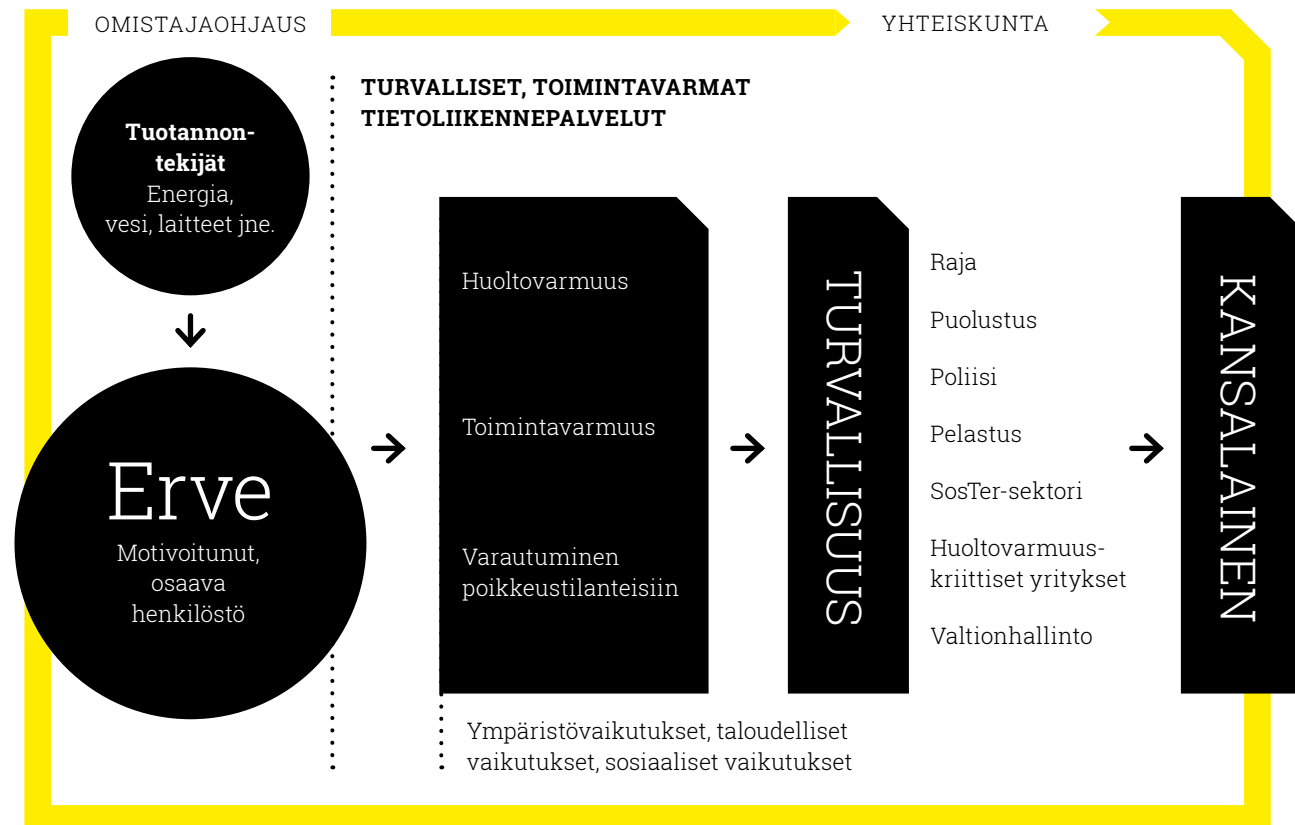 OMISTAJAOHJAUS
YHTEISKUNTA
Tuotannon-
tekijät
Energia,
vesi, laitteet jne.
TURVALLISET, TOIMINTAVARMAT
TIETOLIIKENNEPALVELUT
Erve
Motivoitunut,
osaava
henkilöstö
Huoltovarmuus
Toimintavarmuus
Varautuminen
poikkeustilanteisiin
Ympäristövaikutukset, taloudelliset
vaikutukset, sosiaaliset vaikutukset
TURVALLISUUS
Raja
Puolustus
Poliisi
Pelastus
SosTer-sektori
Huoltovarmuus-
kriittiset yritykset
Valtionhallinto
KANSALAINEN